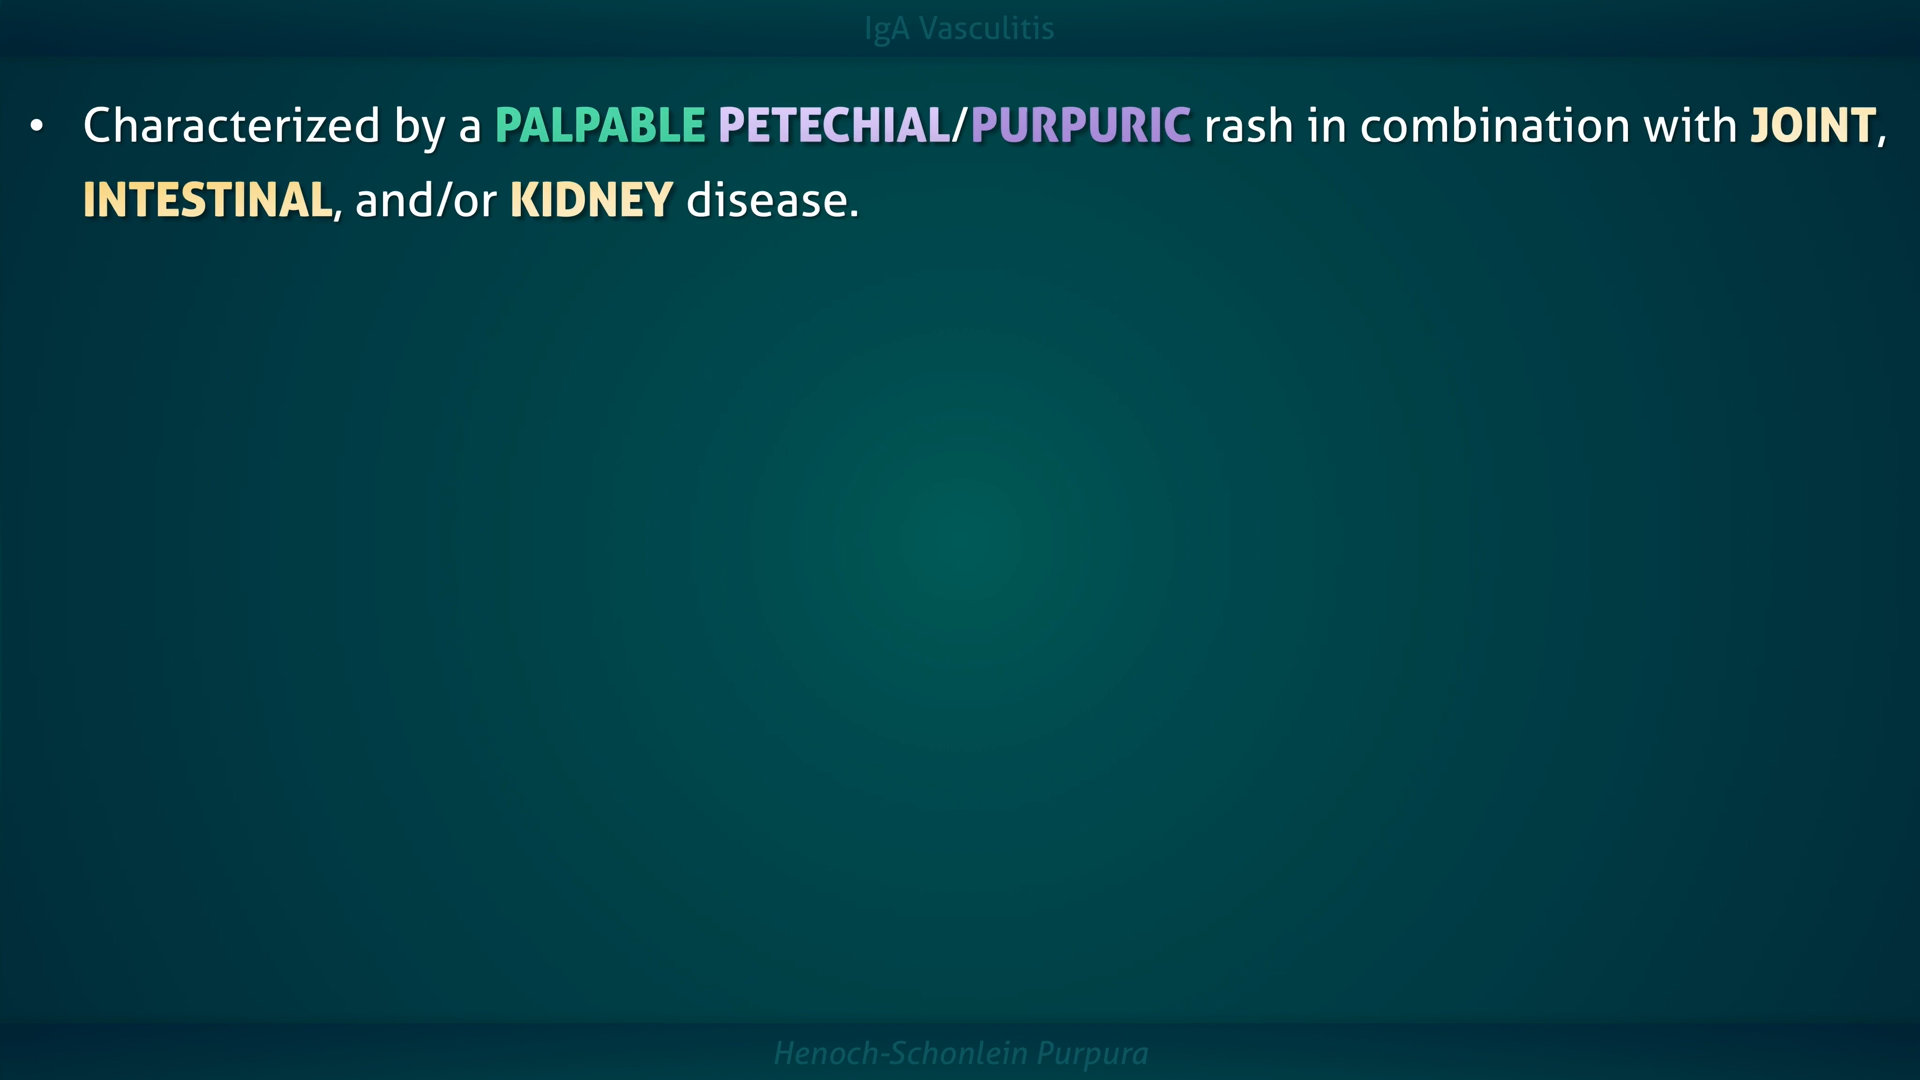 IgA Vasculitis
• Characterized by a PALPABLE PETECHIAL/PURPURIC rash in combination with JOINT,
INTESTINAL, and/or KIDNEY disease.
Henoch-Schonlein Purpura